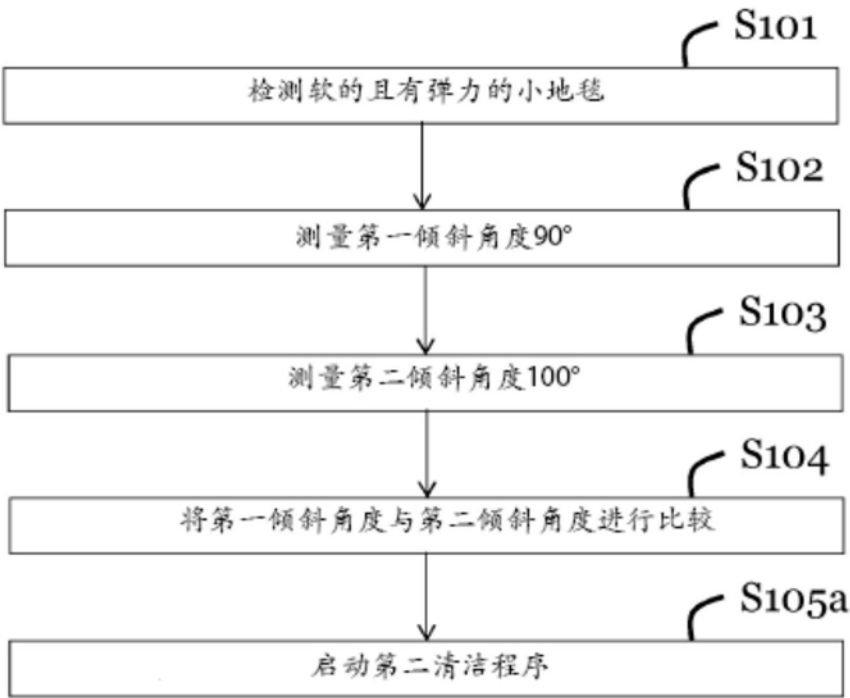 S101
检测软的且有弹力的小地毯
S102
测量第一倾斜角度90°
S103
测量第二倾斜角度100°
S104
将第一倾斜角度与第二倾斜角度进行比较
S105a
启动第二清洁程序